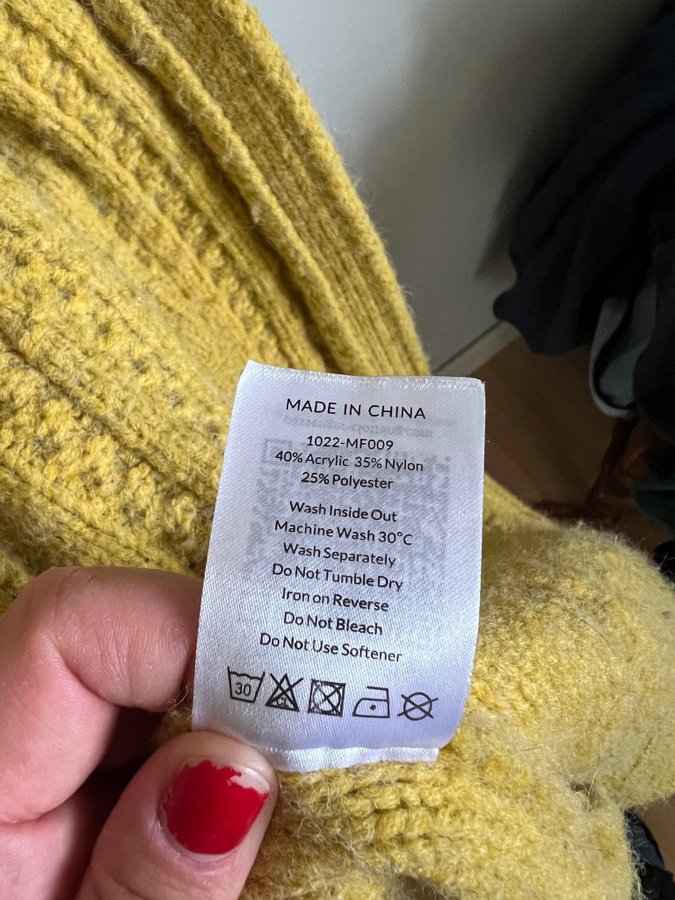 MADE IN CHINA
1022-MF009
40% Acrylic 35% Nylon
25% Polyester
Wash Inside Out
Machine Wash 30°C
Wash Separately
Do Not Tumble Dry
Iron on Reverse
Do Not Bleach
Do Not Use Softener
30